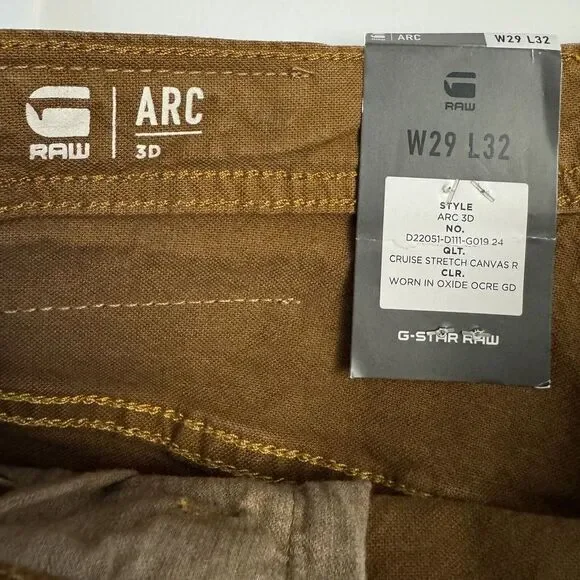 RAW
ARC
3D
ARC
W29 L32
RAW
W29 L32
STYLE
ARC 3D
NO.
D22051-D111-G019 24
QLT.
CRUISE STRETCH CANVAS R
CLR.
WORN IN OXIDE OCRE GD
G-STAR RAW